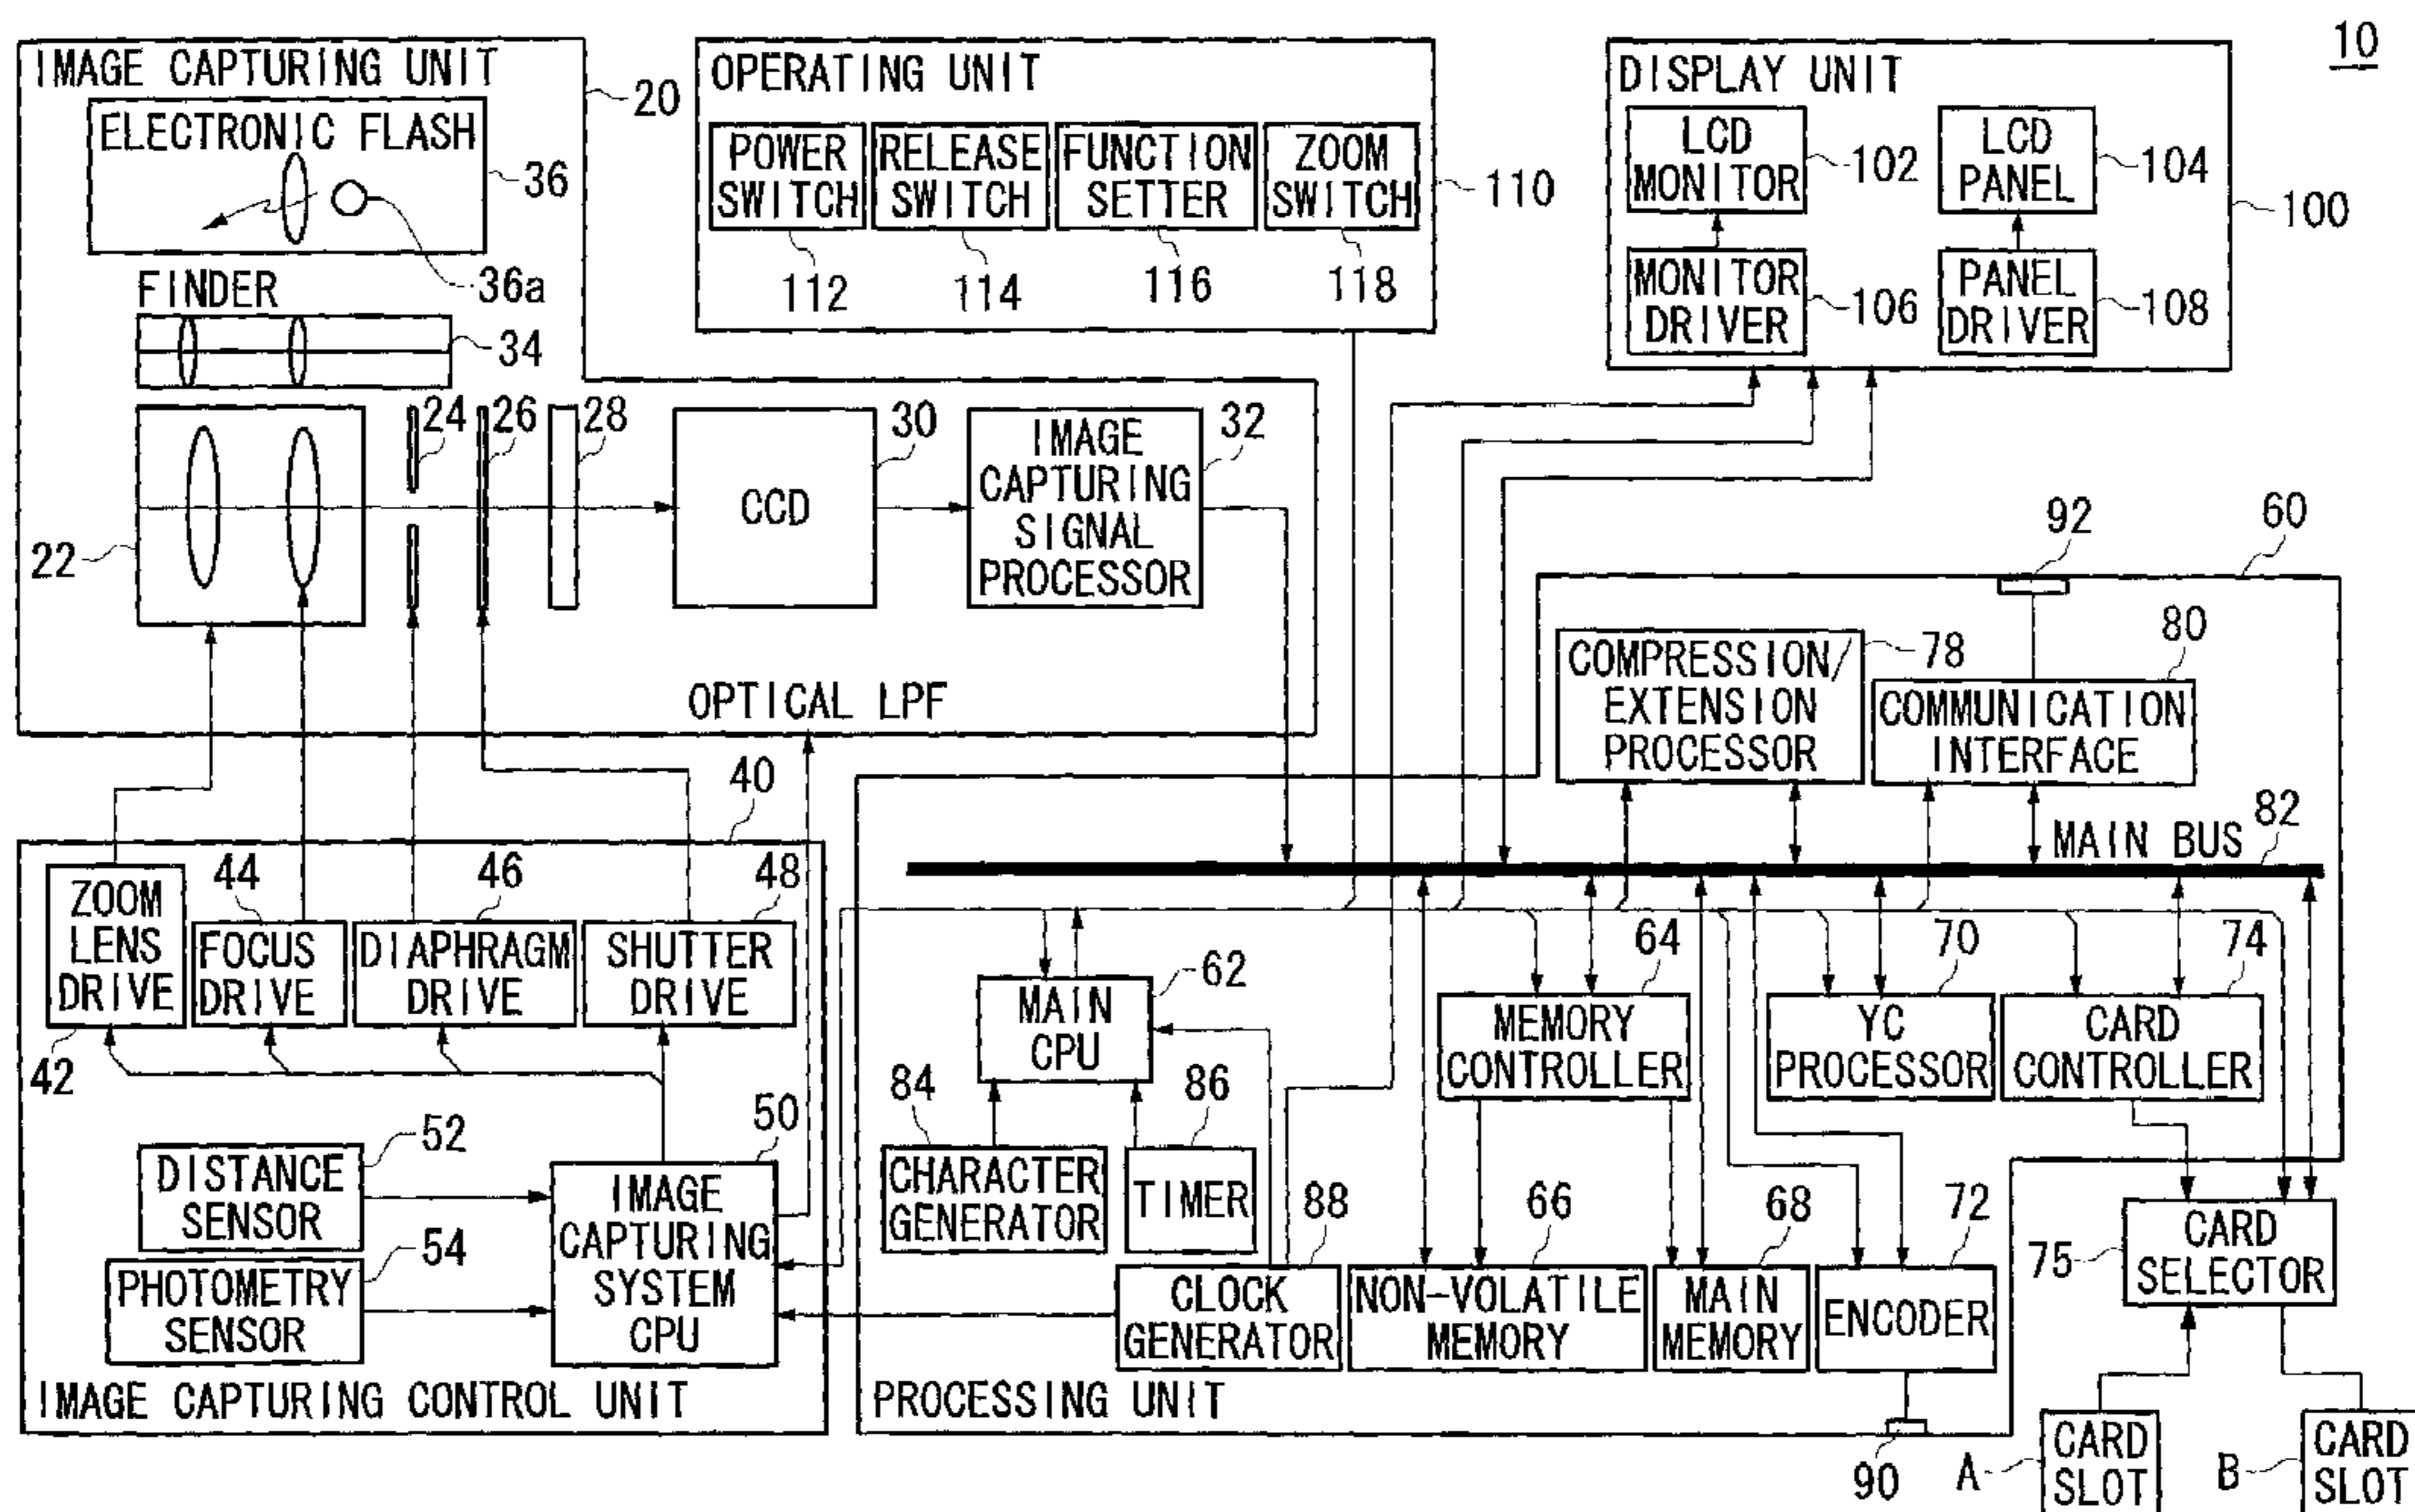 10
IMAGE CAPTURING UNIT
20
ELECTRONIC FLASH
36
36a
FINDER
34
22
24
26
28
CCD
30
IMAGE
CAPTURING
SIGNAL
PROCESSOR
32
OPTICAL LPF
OPERATING UNIT
POWER
SWITCH
RELEASE
SWITCH
FUNCTION
SETTER
ZOOM
SWITCH
110
112
114
116
118
DISPLAY UNIT
LCD
MONITOR
102
LCD
PANEL
104
100
MONITOR
DRIVER
106
PANEL
DRIVER
108
40
ZOOM
LENS
DRIVE
42
44
FOCUS
DRIVE
46
DIAPHRAGM
DRIVE
48
SHUTTER
DRIVE
50
52
DISTANCE
SENSOR
54
PHOTOMETRY
SENSOR
IMAGE
CAPTURING
SYSTEM
CPU
IMAGE CAPTURING CONTROL UNIT
92
60
COMPRESSION/
EXTENSION
PROCESSOR
78
80
COMMUNICATION
INTERFACE
MAIN BUS
82
MAIN
CPU
62
64
MEMORY
CONTROLLER
70
YC
PROCESSOR
74
CARD
CONTROLLER
84
CHARACTER
GENERATOR
86
TIMER
88
CLOCK
GENERATOR
66
NON-VOLATILE
MEMORY
68
MAIN
MEMORY
72
ENCODER
75
CARD
SELECTOR
PROCESSING UNIT
90
A
CARD
SLOT
B
CARD
SLOT